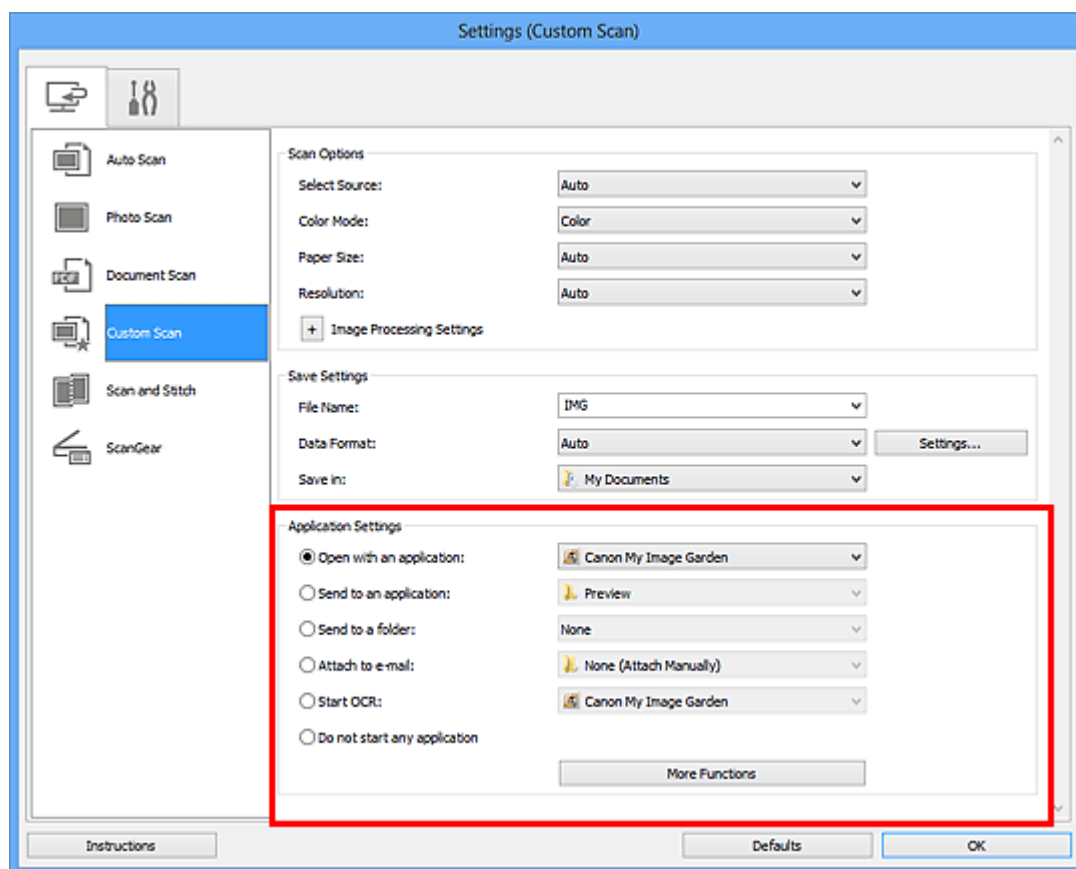 Settings (Custom Scan)
Auto Scan
Photo Scan
Document Scan
Custom Scan
Scan and Stitch
ScanGear
Scan Options
Select Source: Auto
Color Mode: Color
Paper Size: Auto
Resolution: Auto
+ Image Processing Settings
Save Settings
File Name: IMG
Data Format: Auto Settings...
Save in: My Documents
Application Settings
Open with an application: Canon My Image Garden
Send to an application: Preview
Send to a folder: None
Attach to e-mail: None (Attach Manually)
Start OCR: Canon My Image Garden
Do not start any application
More Functions
Instructions Defaults OK